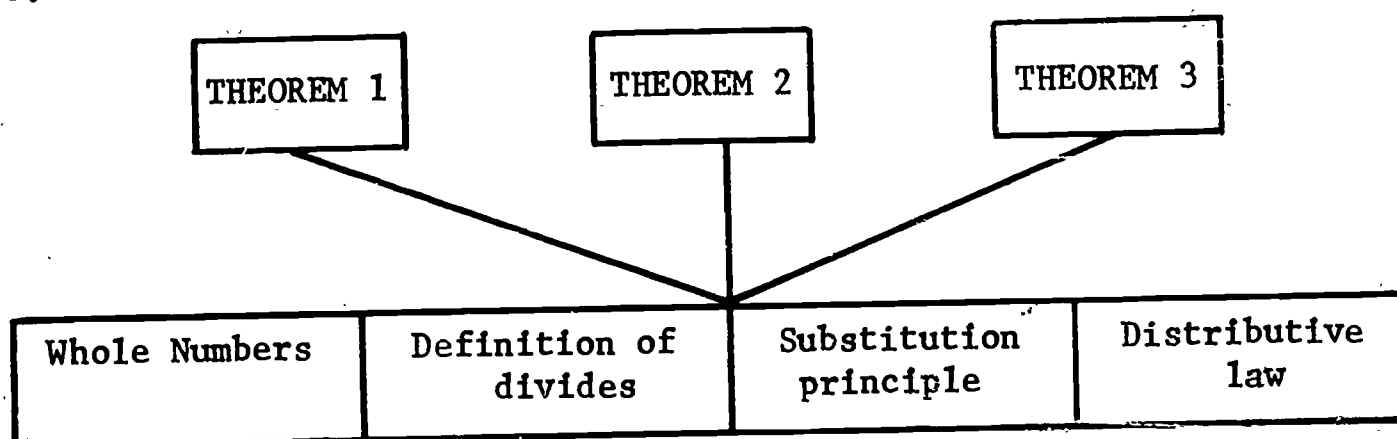 THEOREM 1
THEOREM 2
THEOREM 3
Whole Numbers
Definition of
divides
Substitution
principle
Distributive
law